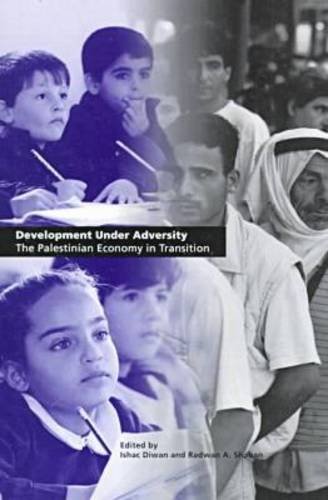 Development Under Adversity
The Palestinian Economy in Transition
Edited by
Ishac Diwan and Radwan A. Shaban